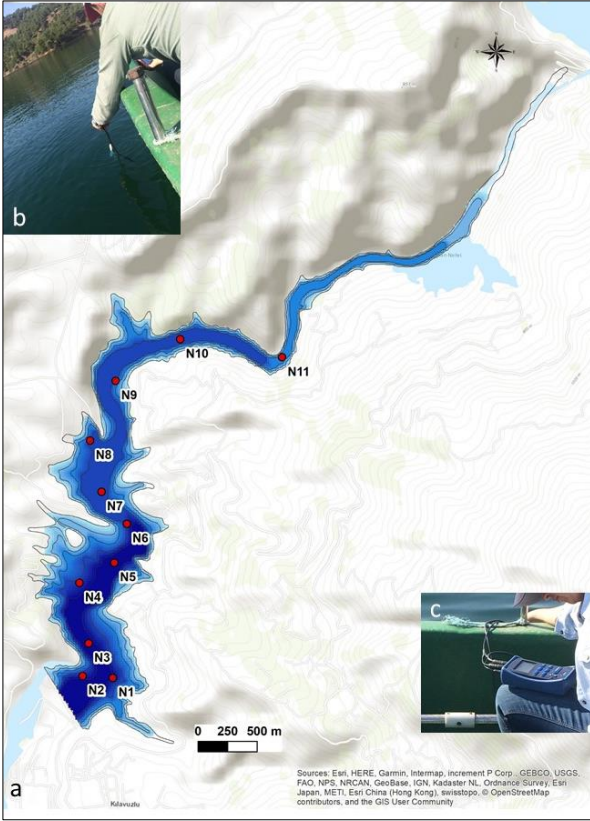 b
N10
N11
N9
N8
N7
N6
N5
N4
c
N3
N2
N1
0 250 500 m
a
Sources: Esri, HERE, Garmin, Intermap, increment P Corp., GEBCO, USGS,
FAO, NPS, NRCAN, GeoBase, IGN, Kadaster NL, Ordnance Survey, Esri
Japan, METI, Esri China (Hong Kong), swisstopo, © OpenStreetMap
contributors, and the GIS User Community
Kılavuzlu